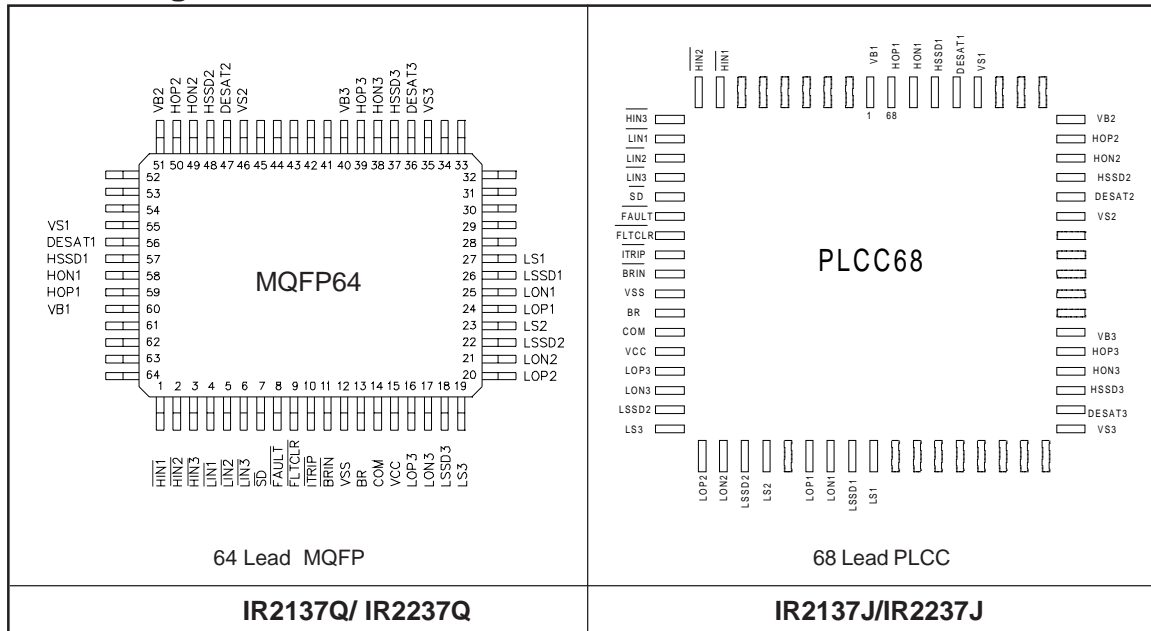 VB2
HOP2
HON2
HSSD2
DESAT2
VS2
VB3
HOP3
HON3
HSSD3
DESAT3
VS3
51 50 49 48 47 46 45 44 43 42 41 40 39 38 37 36 35 34 33
52
53
54
VS1 55
DESAT1 56
HSSD1 57
HON1 58
HOP1 59
VB1 60
61
62
63
64
MQFP64
32
31
30
29
28
27 LS1
26 LSSD1
25 LON1
24 LOP1
23 LS2
22 LSSD2
21 LON2
20 LOP2
1 2 3 4 5 6 7 8 9 10 11 12 13 14 15 16 17 18 19
HIN1
HIN2
HIN3
LIN1
LIN2
LIN3
SD
FAULT
FLTCLR
ITRIP
BRIN
VSS
BR
COM
VCC
LOP3
LON3
LSSD3
LS3
64 Lead MQFP
IR2137Q/ IR2237Q
HIN2
HIN1
VB1
HOP1
HON1
HSSD1
DESAT1
VS1
1 68
HIN3
LIN1
LIN2
LIN3
SD
FAULT
FLTCLR
ITRIP
BRIN
VSS
BR
COM
VCC
LOP3
LON3
LSSD2
LS3
PLCC68
VB2
HOP2
HON2
HSSD2
DESAT2
VS2
VB3
HOP3
HON3
HSSD3
DESAT3
VS3
LOP2
LON2
LSSD2
LS2
LOP1
LON1
LSSD1
LS1
68 Lead PLCC
IR2137J/IR2237J